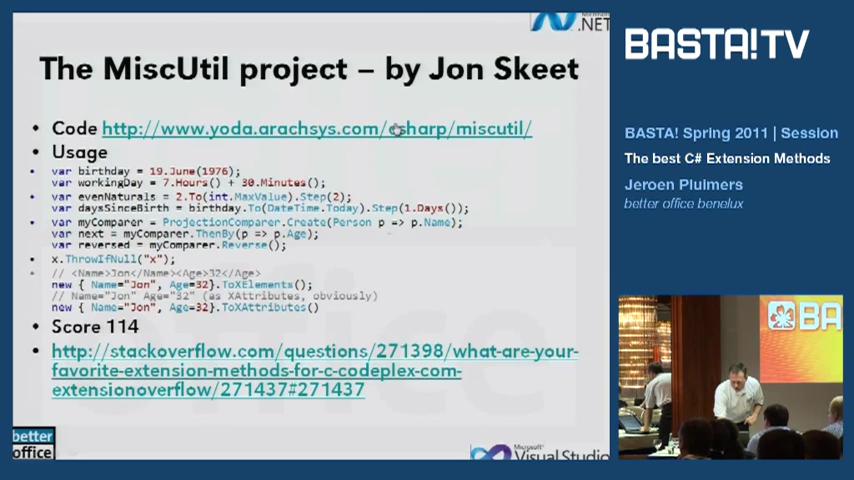 Microsoft
.NET
The MiscUtil project – by Jon Skeet
• Code http://www.yoda.arachsys.com/csharp/miscutil/
• Usage
• var birthday = 19.June(1976);
var workingDay = 7.Hours() + 30.Minutes();
• var evenNaturals = 2.To(int.MaxValue).Step(2);
var daysSinceBirth = birthday.To(DateTime.Today).Step(1.Days());
• var myComparer = ProjectionComparer.Create(Person p => p.Name);
var next = myComparer.ThenBy(p => p.Age);
var reversed = myComparer.Reverse();
• x.ThrowIfNull("x");
• // <Name>Jon</Name><Age>32</Age>
new { Name="Jon", Age=32}.ToXElements();
// Name="Jon" Age="32" (as XAttributes, obviously)
new { Name="Jon", Age=32}.ToXAttributes()
• Score 114
• http://stackoverflow.com/questions/271398/what-are-your-
favorite-extension-methods-for-c-codeplex-com-
extensionoverflow/271437#271437
office
better
office
Microsoft
Visual Studio
BASTA!TV
BASTA! Spring 2011 | Session
The best C# Extension Methods
Jeroen Pluimers
better office benelux
BA